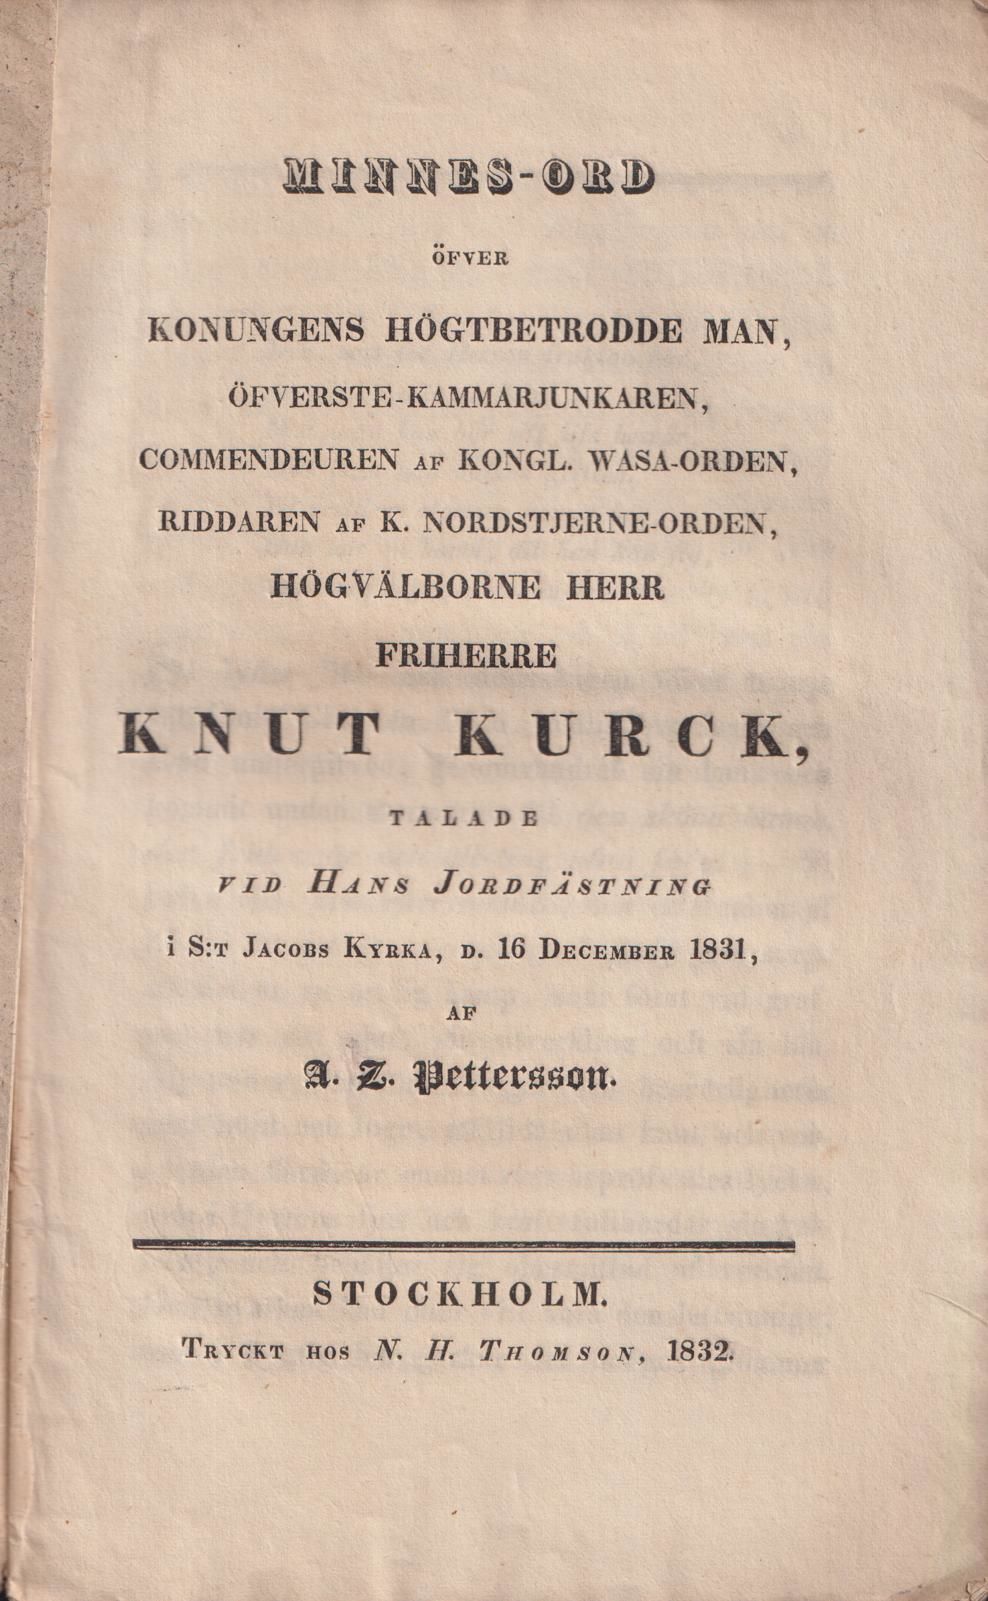 MINNES-ORD
ÖFVER
KONUNGENS HÖGTBETRODDE MAN,
ÖFVERSTE-KAMMARJUNKAREN,
COMMENDEUREN AF KONGL. WASA-ORDEN,
RIDDAREN AF K. NORDSTJERNE-ORDEN,
HÖGVÄLBORNE HERR
FRIHERRE
KNUT KURCK,
TALADE
VID HANS JORDFÄSTNING
i S:T JACOBS KYRKA, D. 16 DECEMBER 1831,
AF
A. Z. Pettersson.
STOCKHOLM.
TRYCKT HOS N. H. THOMSON, 1832.